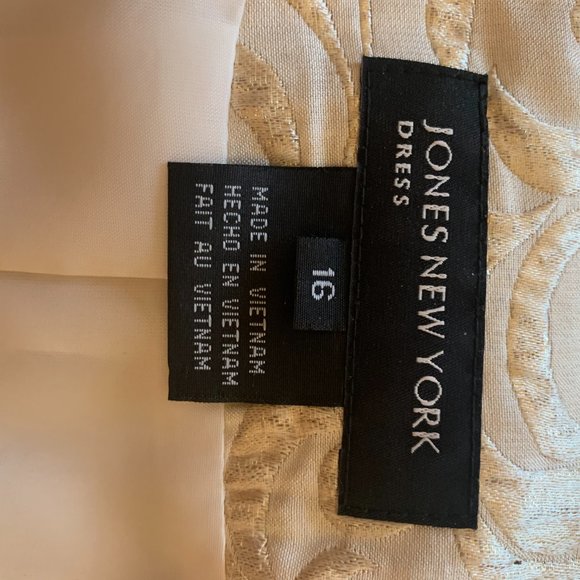 JONES NEW YORK
DRESS
16
MADE IN VIETNAM
HECHO EN VIETNAM
FAIT AU VIETNAM